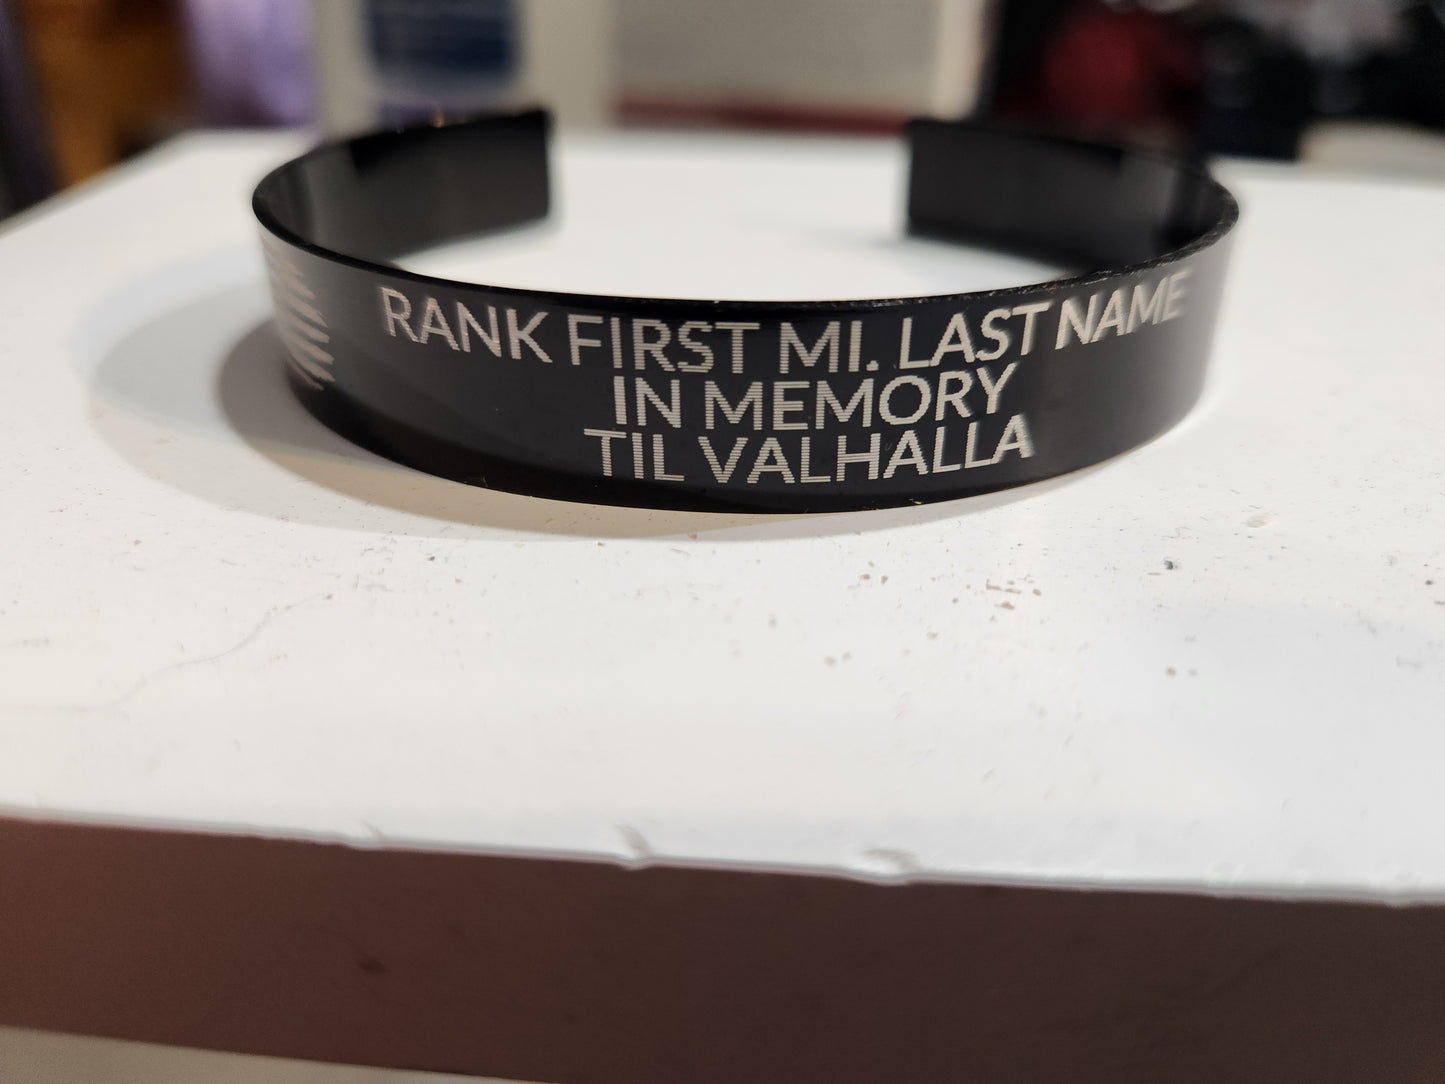 RANK FIRST MI. LAST NAME
IN MEMORY
TIL VALHALLA